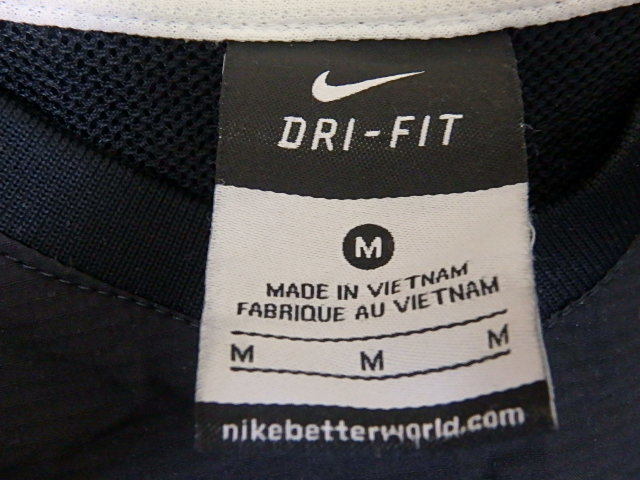 DRI-FIT
M
MADE IN VIETNAM
FABRIQUE AU VIETNAM
M M M
nikebetterworld.com